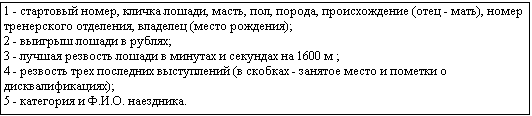 1 - стартовый номер, кличка лошади, масть, пол, порода, происхождение (отец - мать), номер
тренерского отделения, владелец (место рождения);
2 - выигрыш лошади в рублях;
3 - лучшая резвость лошади в минутах и секундах на 1600 м ;
4 - резвость трех последних выступлений (в скобках - занятое место и пометки о
дисквалификациях);
5 - категория и Ф.И.О. наездника.